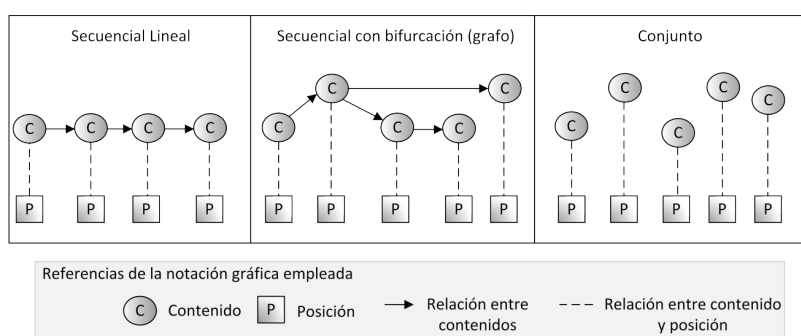 Secuencial Lineal
Secuencial con bifurcación (grafo)
Conjunto
C C C C
P P P P
C C C C C
P P P P P
C C C C C
P P P P P
Referencias de la notación gráfica empleada
C Contenido
P Posición
Relación entre
contenidos
Relación entre contenido
y posición